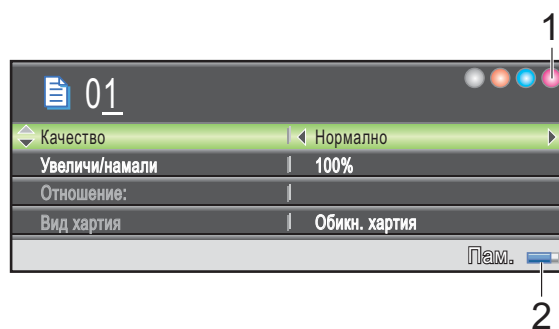 1
01
Качество Нормално
Увеличи/намали 100%
Отношение:
Вид хартия Обикн. хартия
Пам.
2